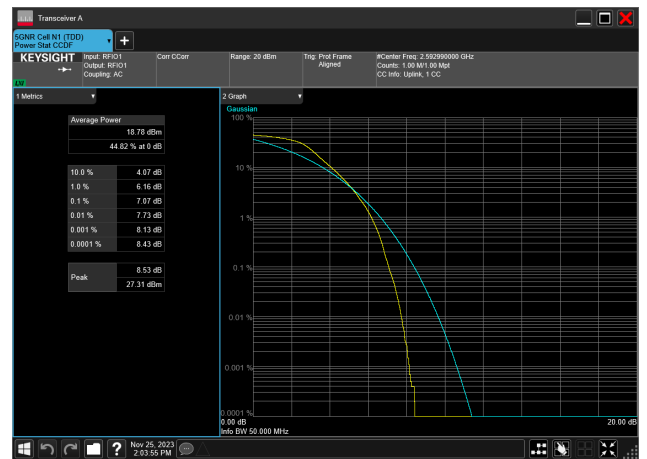 Transceiver A
5GNR Cell N1 (TDD)
Power Stat CCDF
KEYSIGHT
Input: RFIO1
Output: RFIO1
Coupling: AC
Corr CCorr
Range: 20 dBm
Trig: Prot Frame
Aligned
#Center Freq: 2.592990000 GHz
Counts: 1.00 M/1.00 Mpt
CC Info: Uplink, 1 CC
LXI
1 Metrics
Average Power
18.78 dBm
44.82 % at 0 dB
10.0 % 4.07 dB
1.0 % 6.16 dB
0.1 % 7.07 dB
0.01 % 7.73 dB
0.001 % 8.13 dB
0.0001 % 8.43 dB
Peak
8.53 dB
27.31 dBm
2 Graph
Gaussian
100 %
10 %
1 %
0.1 %
0.01 %
0.001 %
0.0001 %
0.00 dB 20.00 dB
Info BW 50.000 MHz
Nov 25, 2023
2:03:55 PM